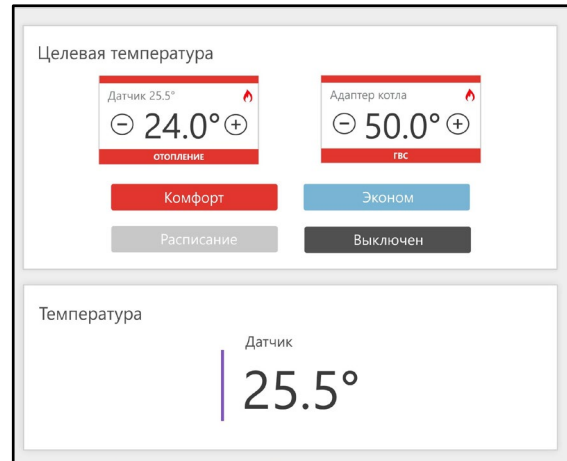 Целевая температура
Датчик 25.5°
24.0°
ОТОПЛЕНИЕ
Адаптер котла
50.0°
ГВС
Комфорт
Эконом
Расписание
Выключен
Температура
Датчик
25.5°